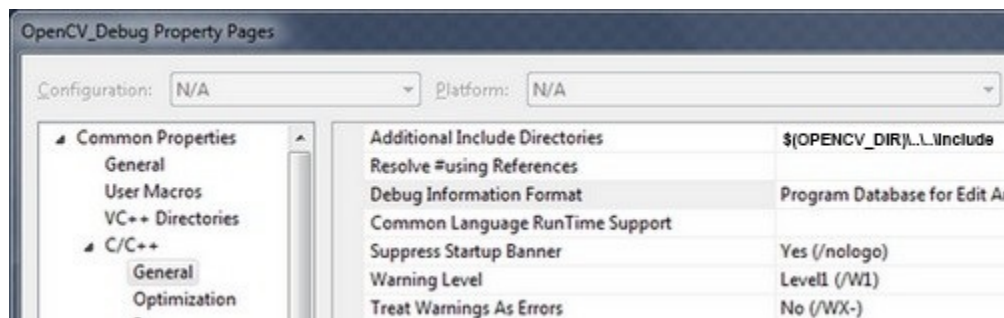 OpenCV_Debug Property Pages
Configuration: N/A Platform: N/A
Common Properties
General
User Macros
VC++ Directories
C/C++
General
Optimization
Additional Include Directories $(OPENCV_DIR)\..\..\include
Resolve #using References
Debug Information Format Program Database for Edit
Common Language RunTime Support
Suppress Startup Banner Yes (/nologo)
Warning Level Level1 (/W1)
Treat Warnings As Errors No (/WX-)